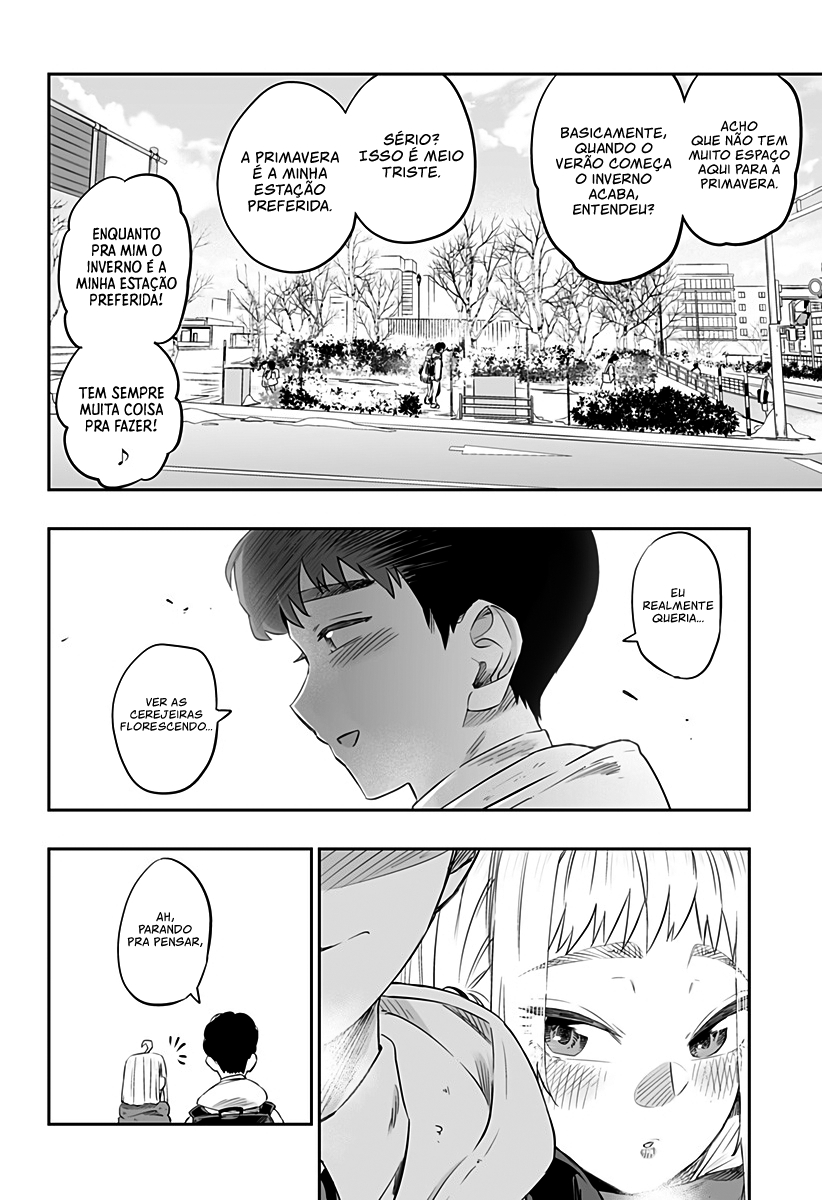 ACHO
QUE NÃO TEM
MUITO ESPAÇO
AQUI PARA A
PRIMAVERA.
BASICAMENTE,
QUANDO O
VERÃO COMEÇA
O INVERNO
ACABA,
ENTENDEU?
SÉRIO?
ISSO É MEIO
TRISTE.
A PRIMAVERA
É A MINHA
ESTAÇÃO
PREFERIDA.
ENQUANTO
PRA MIM O
INVERNO É A
MINHA ESTAÇÃO
PREFERIDA!
TEM SEMPRE
MUITA COISA
PRA FAZER!
♪
EU
REALMENTE
QUERIA...
VER AS
CEREJEIRAS
FLORESCENDO...
AH,
PARANDO
PRA PENSAR,